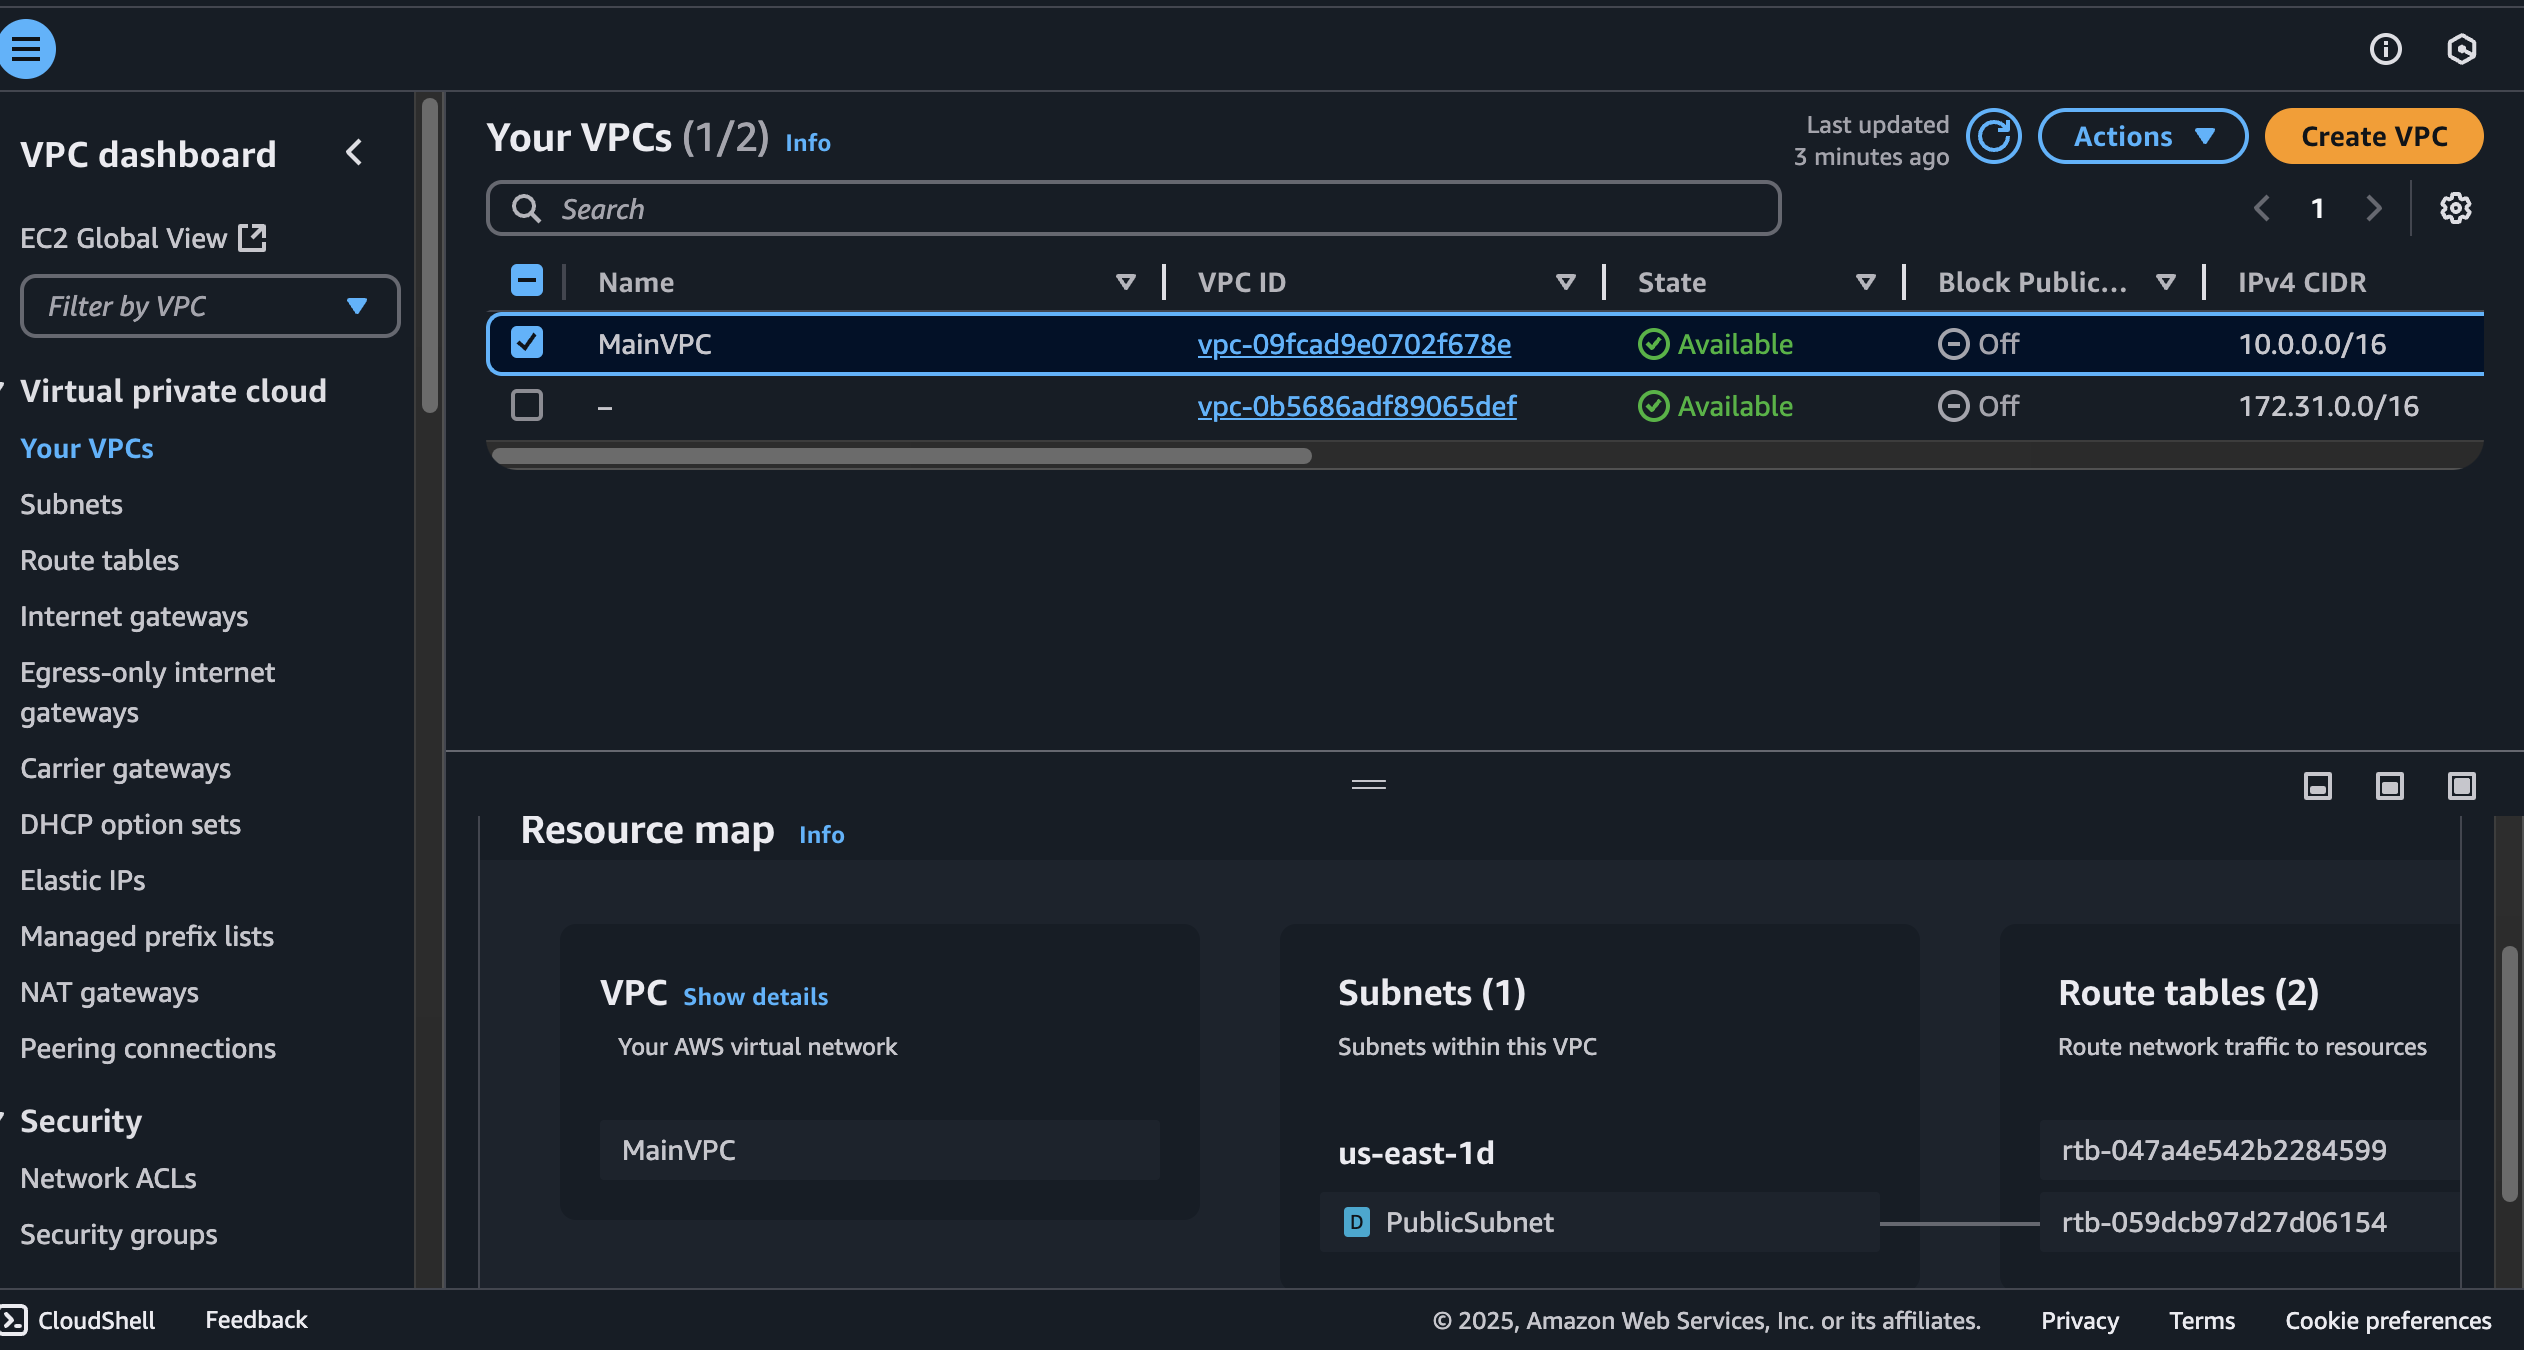 VPC dashboard
EC2 Global View
Filter by VPC
Virtual private cloud
Your VPCs
Subnets
Route tables
Internet gateways
Egress-only internet
gateways
Carrier gateways
DHCP option sets
Elastic IPs
Managed prefix lists
NAT gateways
Peering connections
Security
Network ACLs
Security groups
Your VPCs (1/2) Info
Last updated
3 minutes ago
Actions
Create VPC
Search
1
Name VPC ID State Block Public... IPv4 CIDR
MainVPC vpc-09fcad9e0702f678e Available Off 10.0.0.0/16
– vpc-0b5686adf89065def Available Off 172.31.0.0/16
Resource map Info
VPC Show details
Your AWS virtual network
MainVPC
Subnets (1)
Subnets within this VPC
us-east-1d
D PublicSubnet
Route tables (2)
Route network traffic to resources
rtb-047a4e542b2284599
rtb-059dcb97d27d06154
CloudShell Feedback © 2025, Amazon Web Services, Inc. or its affiliates. Privacy Terms Cookie preferences